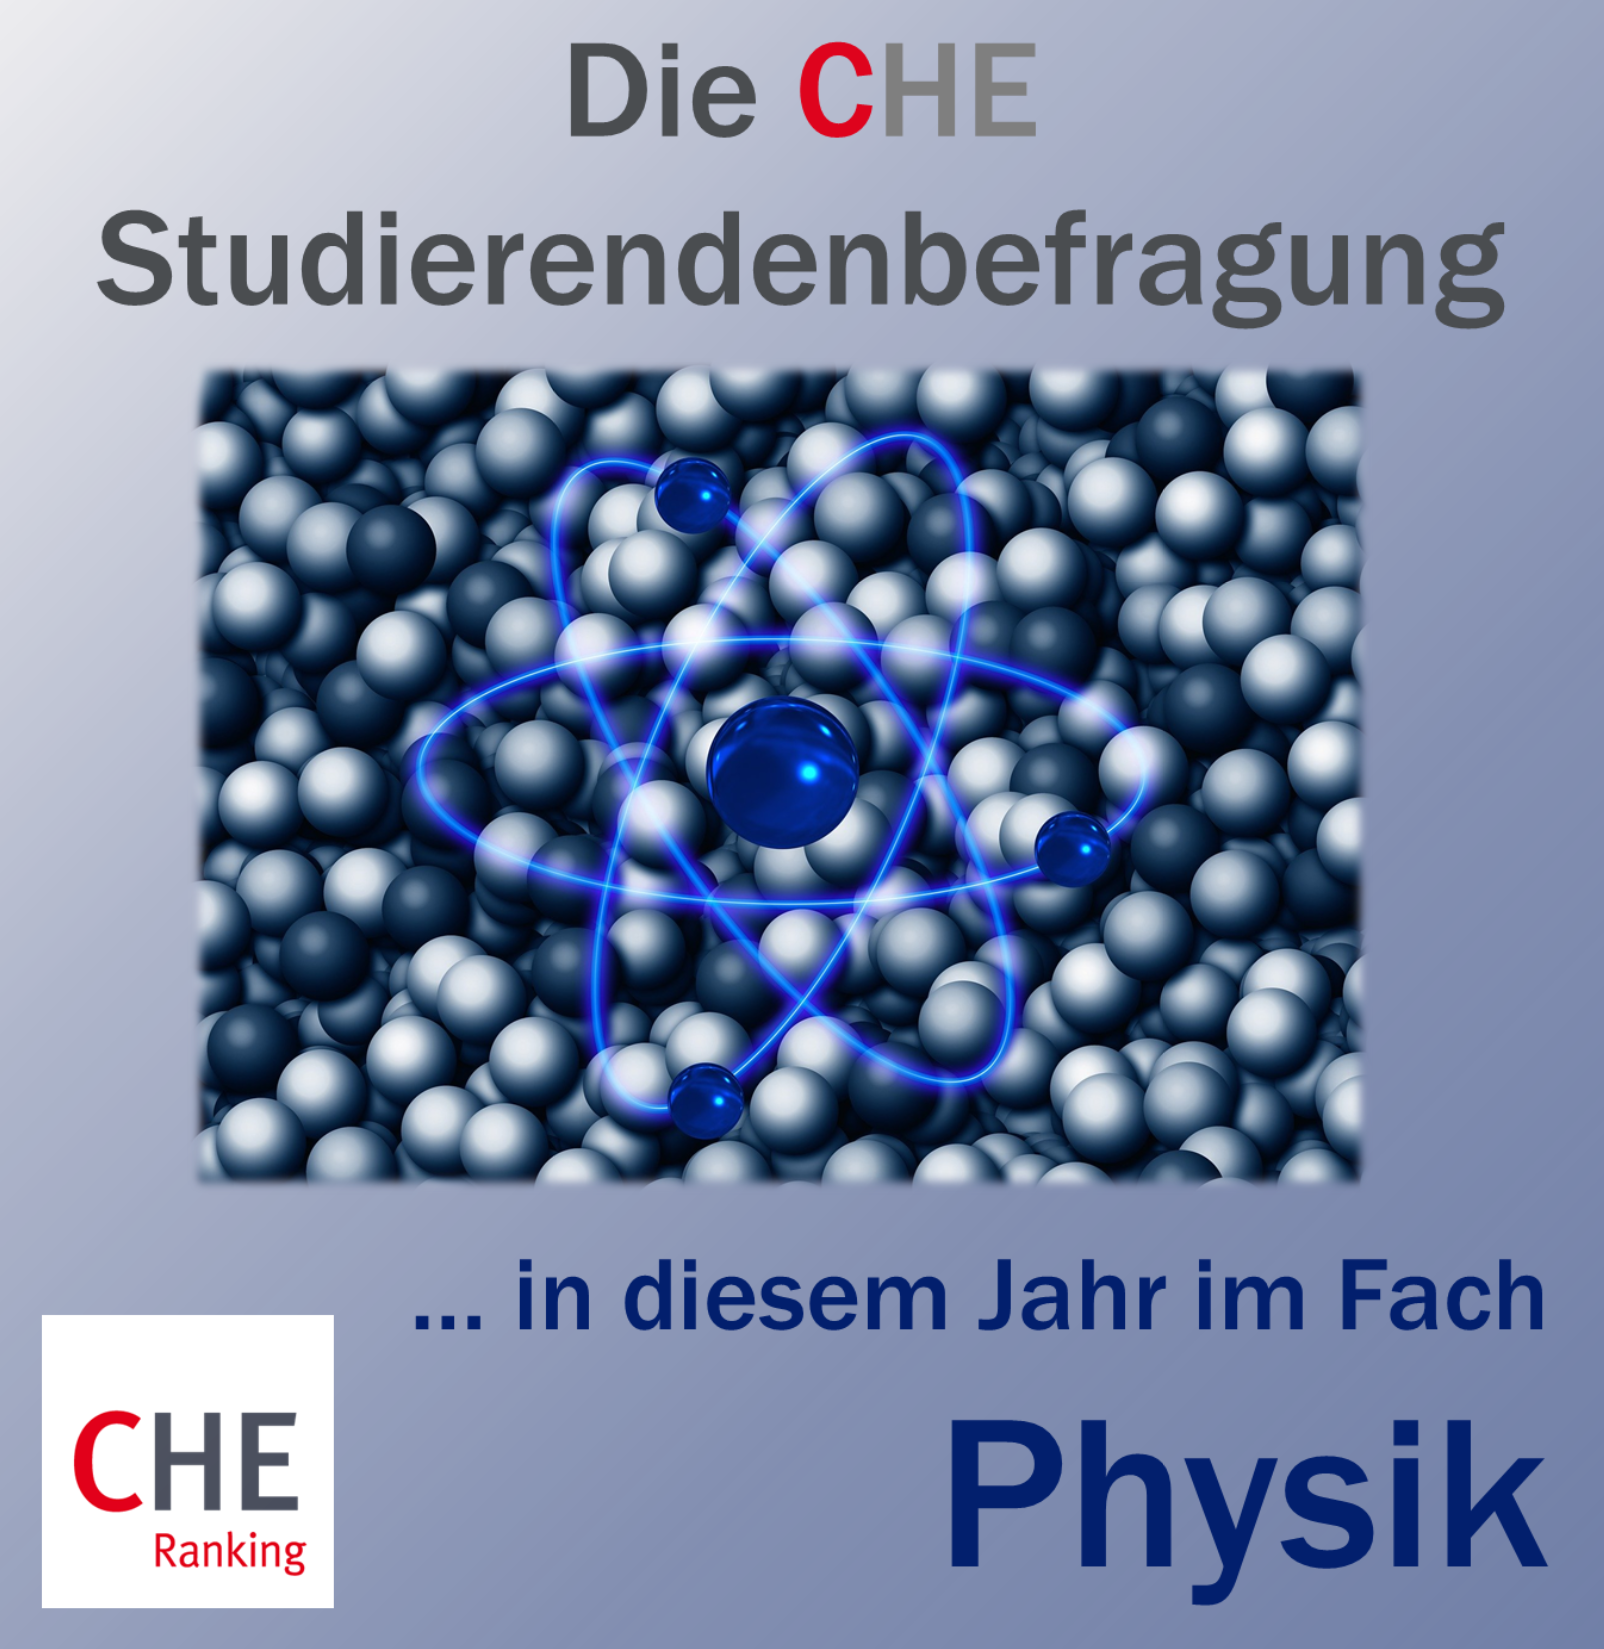 Die CHE
Studierendenbefragung
... in diesem Jahr im Fach
Physik
CHE
Ranking